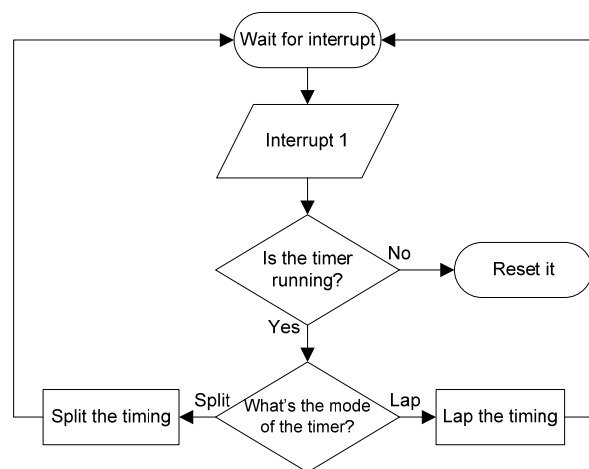 Wait for interrupt
Interrupt 1
Is the timer
running?
No
Reset it
Yes
What's the mode
of the timer?
Split
Split the timing
Lap
Lap the timing